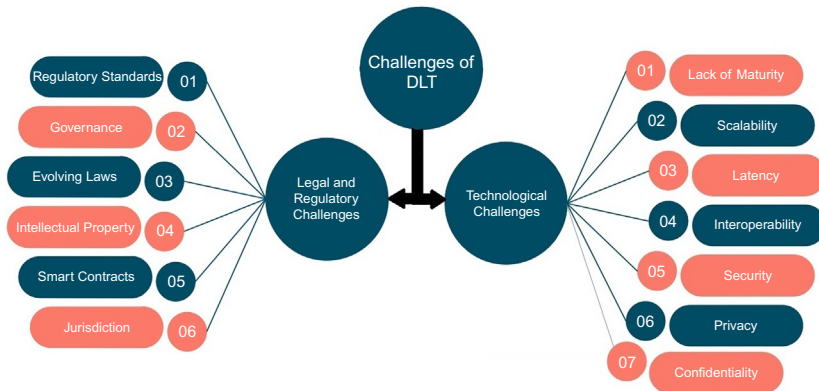 Challenges of
DLT
Legal and
Regulatory
Challenges
Regulatory Standards 01
Governance 02
Evolving Laws 03
Intellectual Property 04
Smart Contracts 05
Jurisdiction 06
Technological
Challenges
01 Lack of Maturity
02 Scalability
03 Latency
04 Interoperability
05 Security
06 Privacy
07 Confidentiality